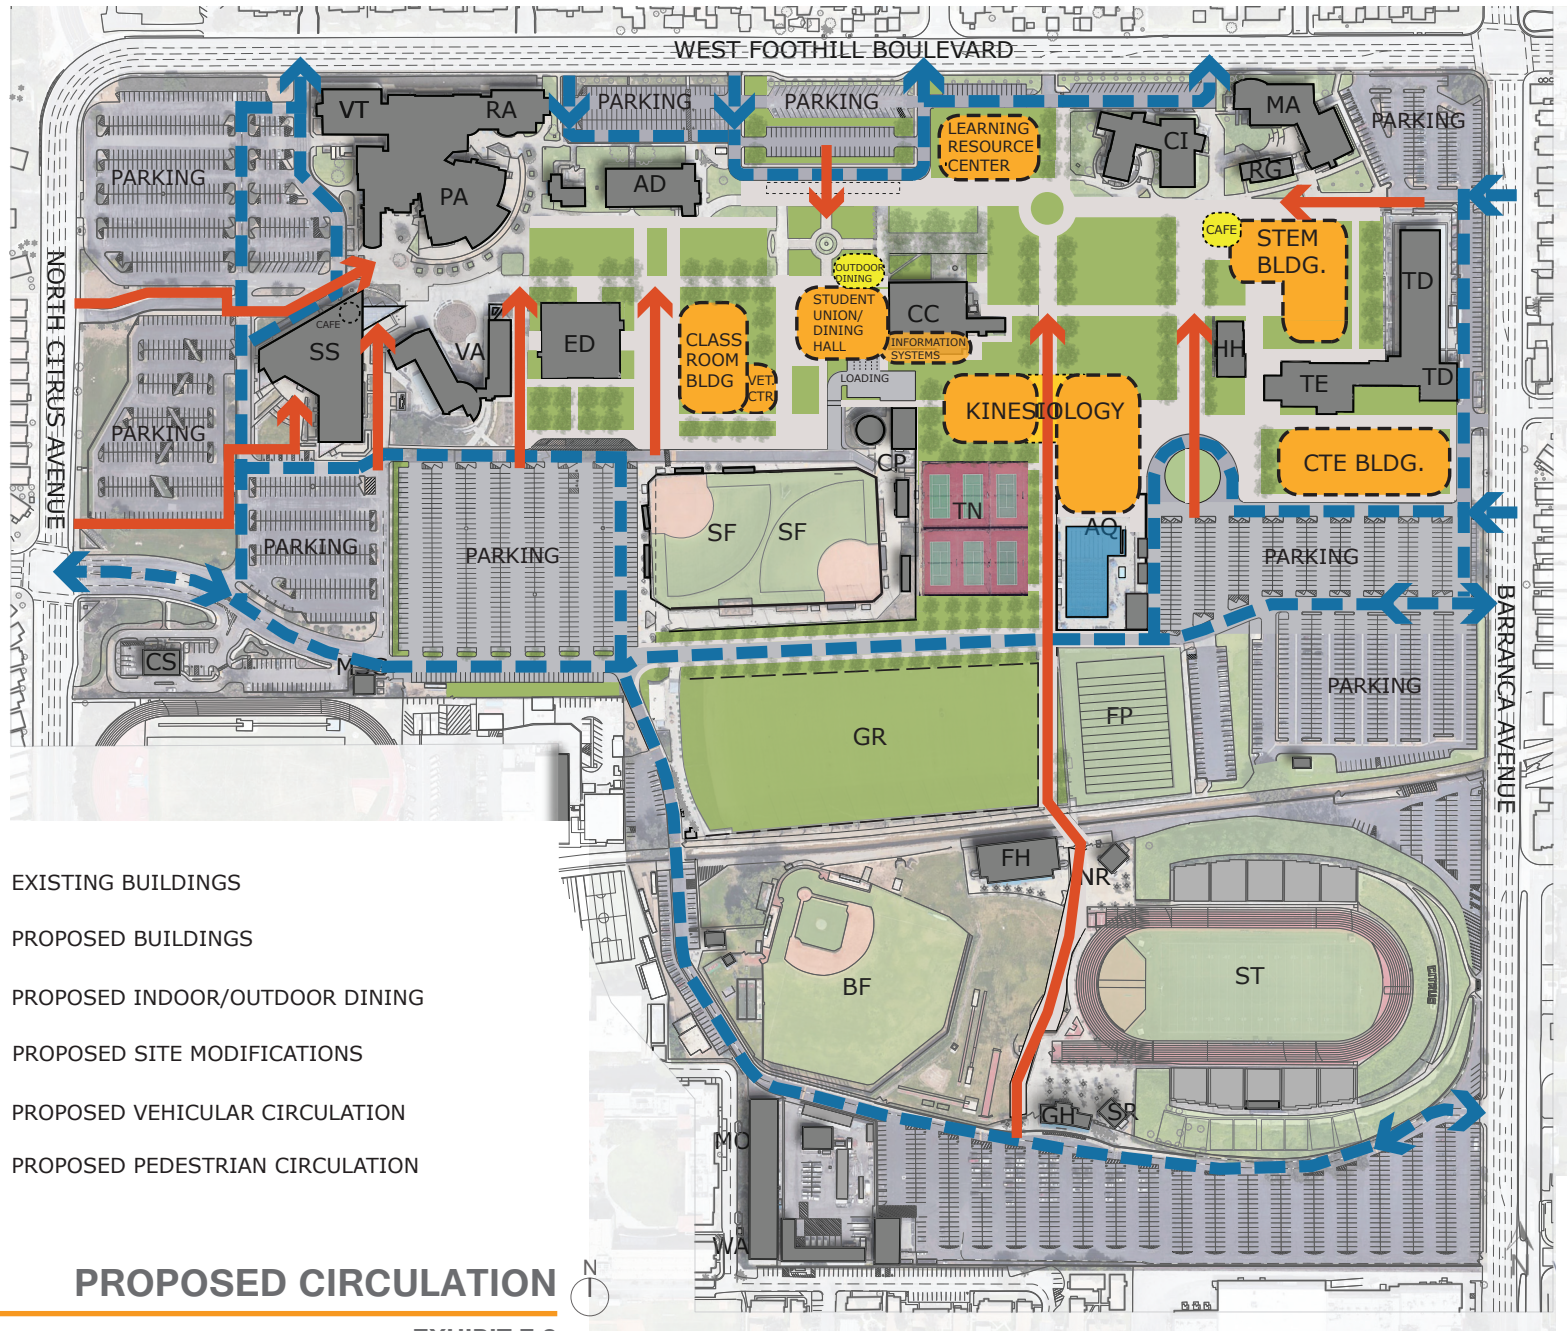 WEST FOOTHILL BOULEVARD
VT
RA
PARKING
PARKING
MA
PARKING
LEARNING
RESOURCE
CENTER
CI
PARKING
RG
AD
PA
CAFE
STEM
BLDG.
OUTDOOR
DINING
TD
NORTH CITRUS AVENUE
STUDENT
UNION/
DINING
HALL
CC
CAFE
SS
VA
ED
CLASS
ROOM
BLDG
INFORMATION
SYSTEMS
HH
VET.
CTR.
LOADING
TE
TD
KINESIOLOGY
PARKING
CP
CTE BLDG.
SF
SF
TN
AQ
PARKING
PARKING
PARKING
BARRANCA AVENUE
CS
PARKING
GR
FP
FH
NR
EXISTING BUILDINGS
PROPOSED BUILDINGS
PROPOSED INDOOR/OUTDOOR DINING
BF
ST
CITRUS
PROPOSED SITE MODIFICATIONS
PROPOSED VEHICULAR CIRCULATION
GH
SR
MO
PROPOSED PEDESTRIAN CIRCULATION
WA
PROPOSED CIRCULATION
N